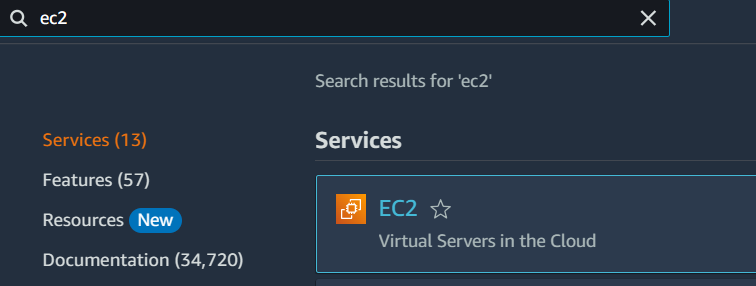 ec2
Search results for 'ec2'
Services (13)
Features (57)
Resources New
Documentation (34,720)
Services
EC2
Virtual Servers in the Cloud